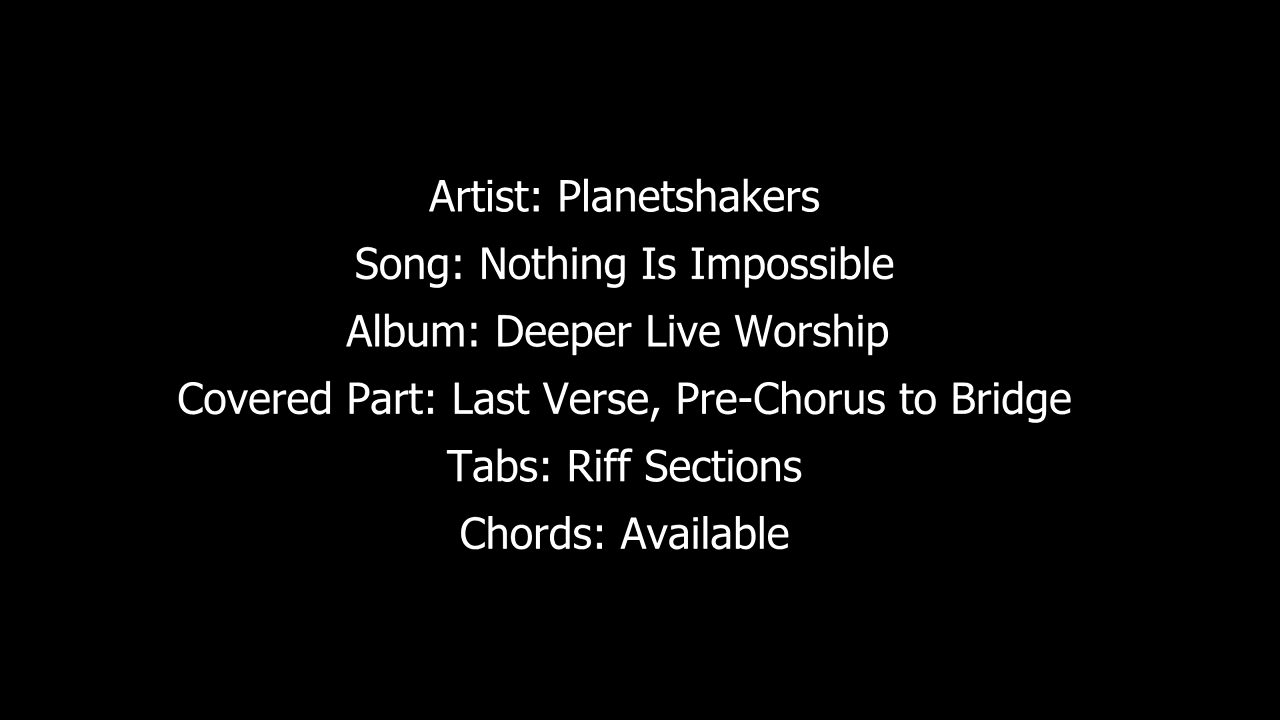 Artist: Planetshakers
Song: Nothing Is Impossible
Album: Deeper Live Worship
Covered Part: Last Verse, Pre-Chorus to Bridge
Tabs: Riff Sections
Chords: Available